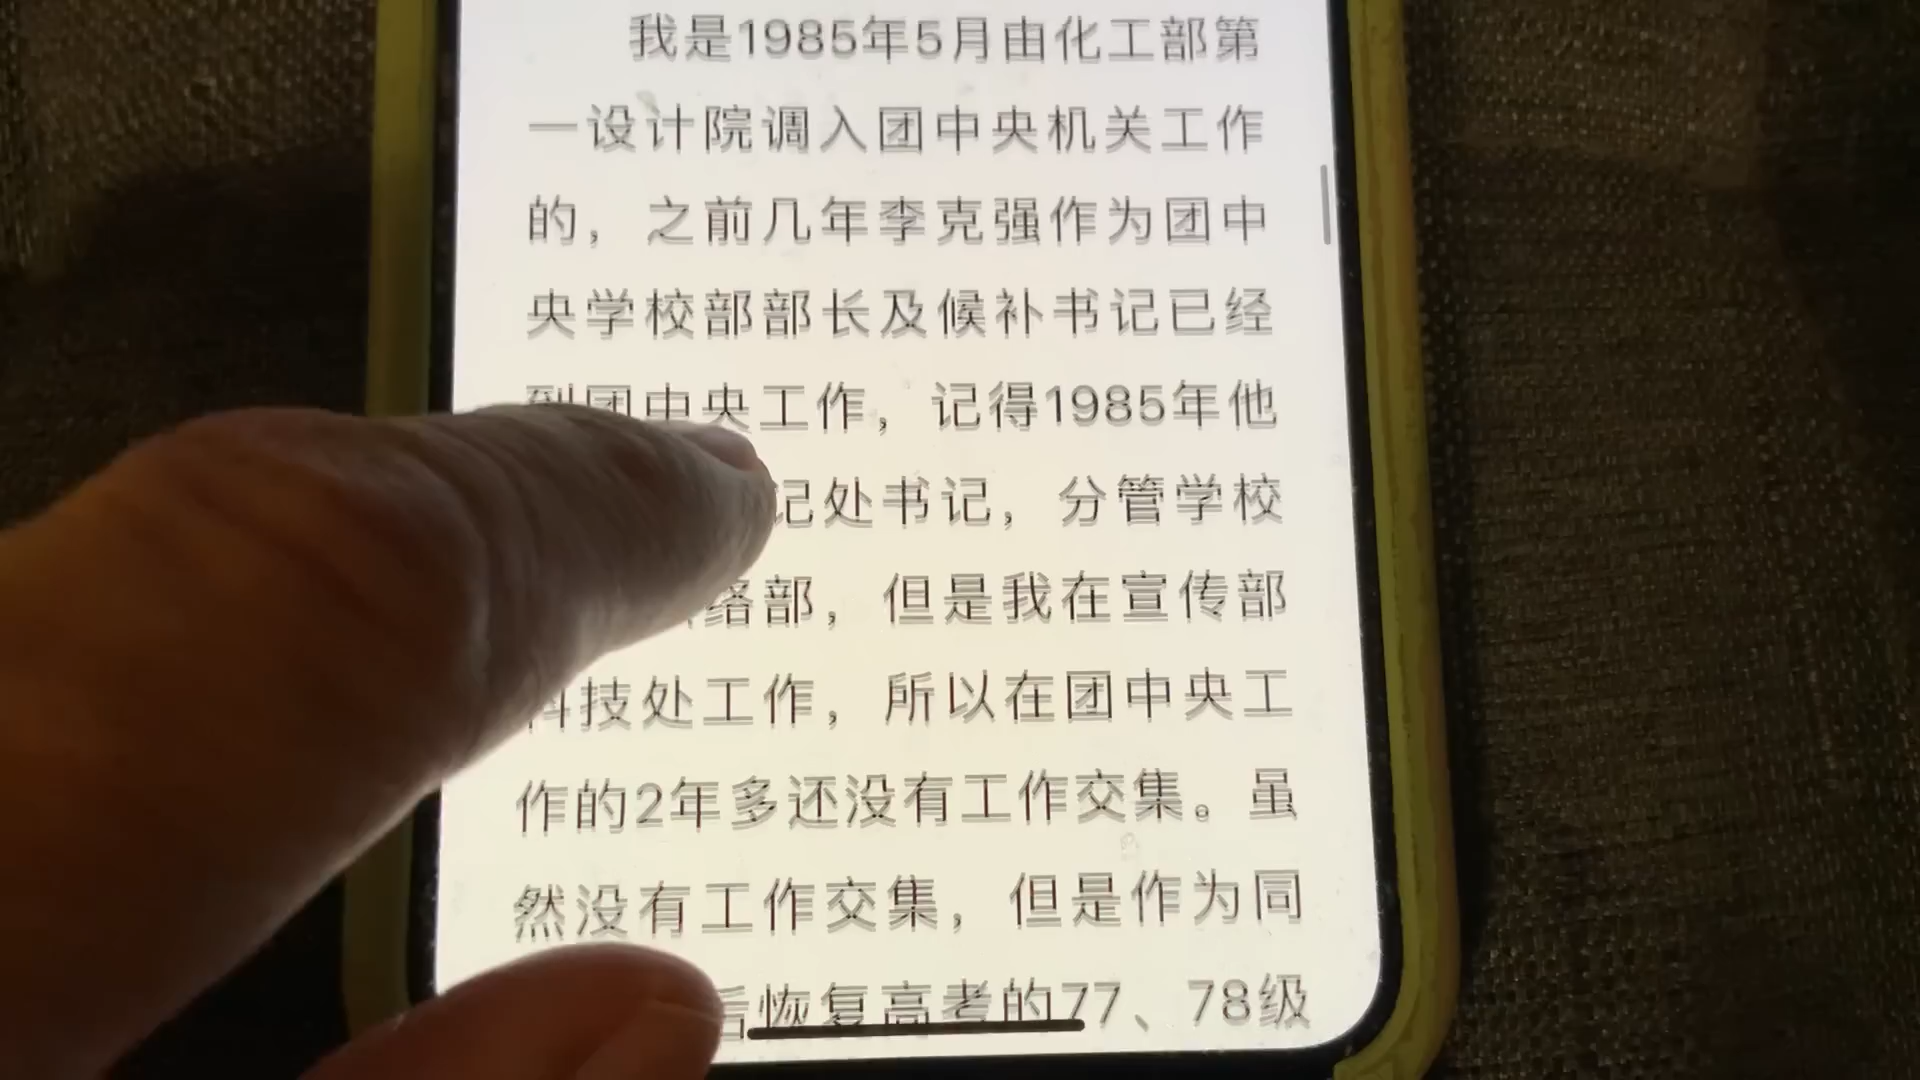 我是1985年5月由化工部第
一设计院调入团中央机关工作
的，之前几年李克强作为团中
央学校部部长及候补书记已经
到团中央工作，记得1985年他
记处书记，分管学校
络部，但是我在宣传部
科技处工作，所以在团中央工
作的2年多还没有工作交集。虽
然没有工作交集，但是作为同
后恢复高考的77、78级